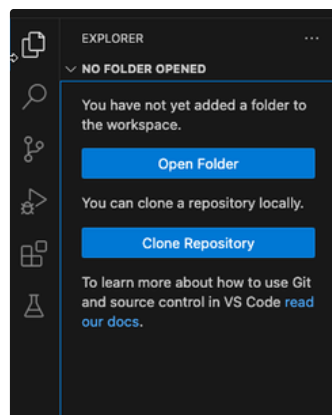 EXPLORER
NO FOLDER OPENED
You have not yet added a folder to
the workspace.
Open Folder
You can clone a repository locally.
Clone Repository
To learn more about how to use Git
and source control in VS Code read
our docs.